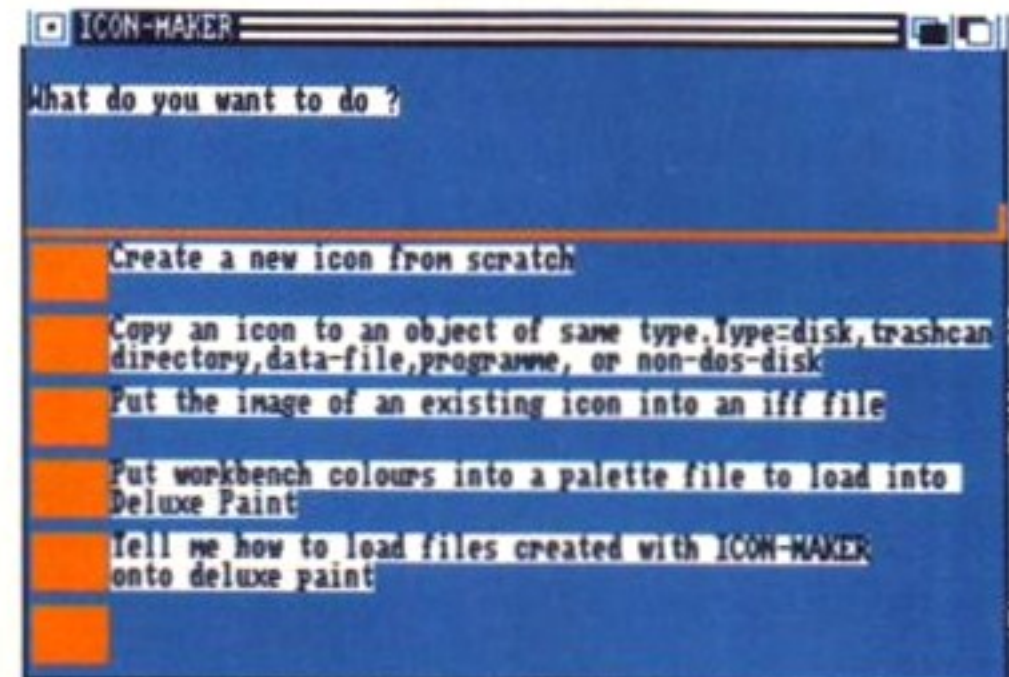 ICON-MAKER
What do you want to do ?
Create a new icon from scratch
Copy an icon to an object of same type.Type=disk,trashcan
directory,data-file,programme, or non-dos-disk
Put the image of an existing icon into an iff file
Put workbench colours into a palette file to load into
Deluxe Paint
Tell me how to load files created with ICON-MAKER
onto deluxe paint